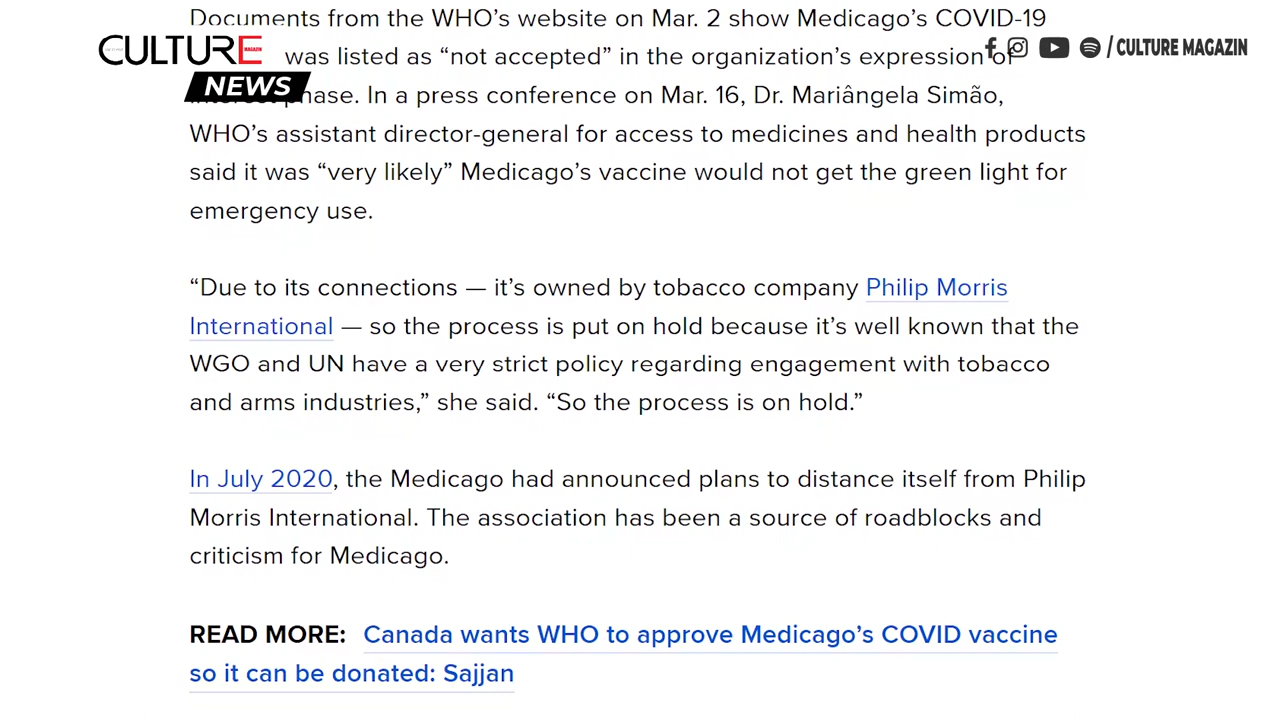 Documents from the WHO’s website on Mar. 2 show Medicago’s COVID-19
CULTURE
MAGAZIN
was listed as “not accepted” in the organization’s expression of
/ CULTURE MAGAZIN
NEWS
phase. In a press conference on Mar. 16, Dr. Mariângela Simão,
WHO’s assistant director-general for access to medicines and health products
said it was “very likely” Medicago’s vaccine would not get the green light for
emergency use.
“Due to its connections — it’s owned by tobacco company Philip Morris
International — so the process is put on hold because it’s well known that the
WGO and UN have a very strict policy regarding engagement with tobacco
and arms industries,” she said. “So the process is on hold.”
In July 2020, the Medicago had announced plans to distance itself from Philip
Morris International. The association has been a source of roadblocks and
criticism for Medicago.
READ MORE: Canada wants WHO to approve Medicago’s COVID vaccine
so it can be donated: Sajjan